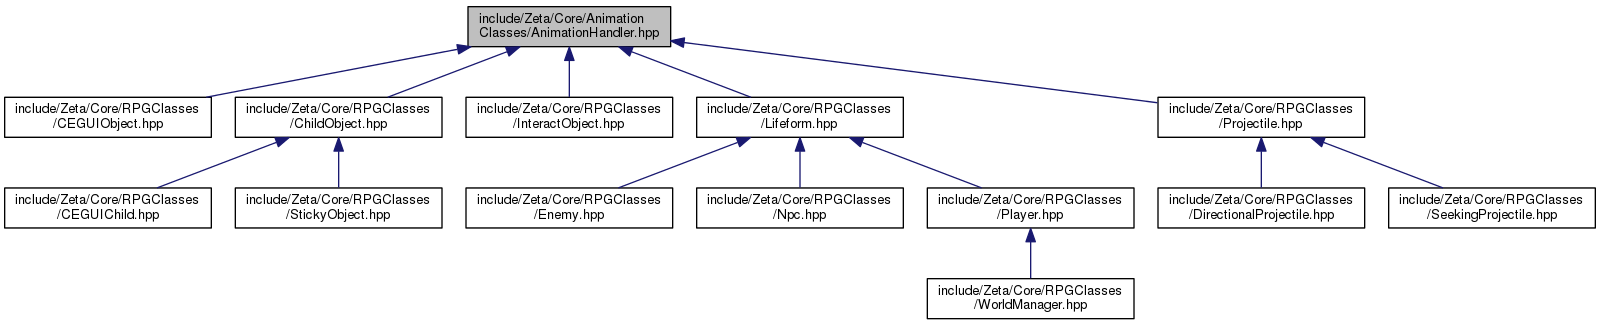 include/Zeta/Core/Animation
Classes/AnimationHandler.hpp
include/Zeta/Core/RPGClasses
/CEGUIObject.hpp
include/Zeta/Core/RPGClasses
/ChildObject.hpp
include/Zeta/Core/RPGClasses
/InteractObject.hpp
include/Zeta/Core/RPGClasses
/Lifeform.hpp
include/Zeta/Core/RPGClasses
/Projectile.hpp
include/Zeta/Core/RPGClasses
/CEGUIChild.hpp
include/Zeta/Core/RPGClasses
/StickyObject.hpp
include/Zeta/Core/RPGClasses
/Enemy.hpp
include/Zeta/Core/RPGClasses
/Npc.hpp
include/Zeta/Core/RPGClasses
/Player.hpp
include/Zeta/Core/RPGClasses
/DirectionalProjectile.hpp
include/Zeta/Core/RPGClasses
/SeekingProjectile.hpp
include/Zeta/Core/RPGClasses
/WorldManager.hpp